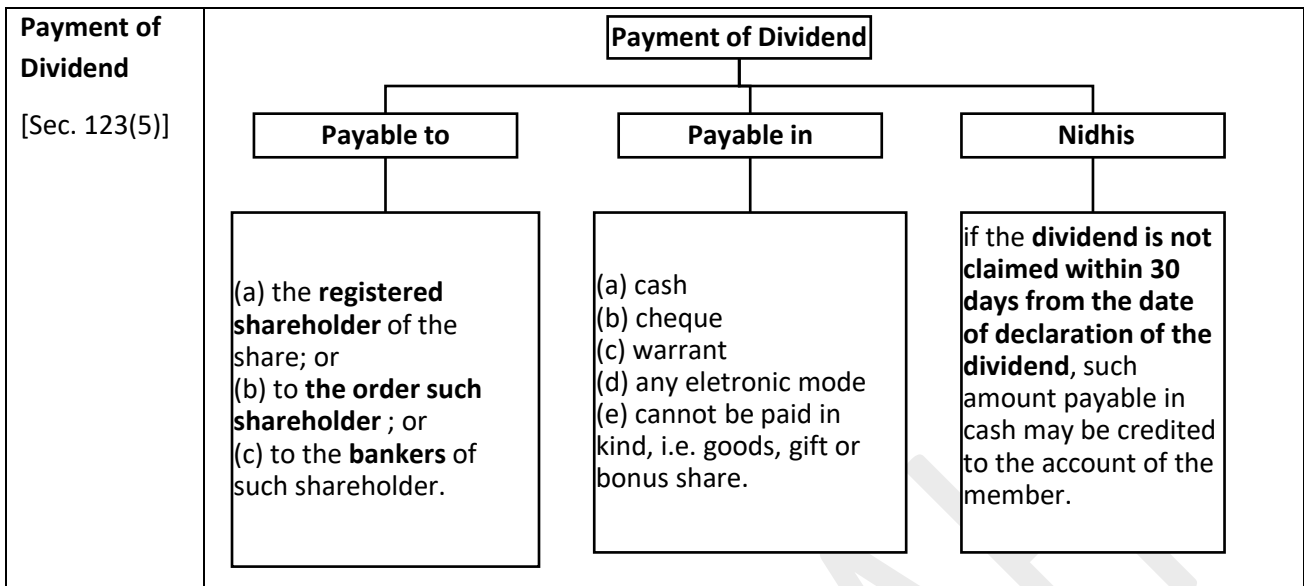 Payment of
Dividend
[Sec. 123(5)]
Payment of Dividend
Payable to
(a) the registered
shareholder of the
share; or
(b) to the order such
shareholder ; or
(c) to the bankers of
such shareholder.
Payable in
(a) cash
(b) cheque
(c) warrant
(d) any eletronic mode
(e) cannot be paid in
kind, i.e. goods, gift or
bonus share.
Nidhis
if the dividend is not
claimed within 30
days from the date
of declaration of the
dividend, such
amount payable in
cash may be credited
to the account of the
member.